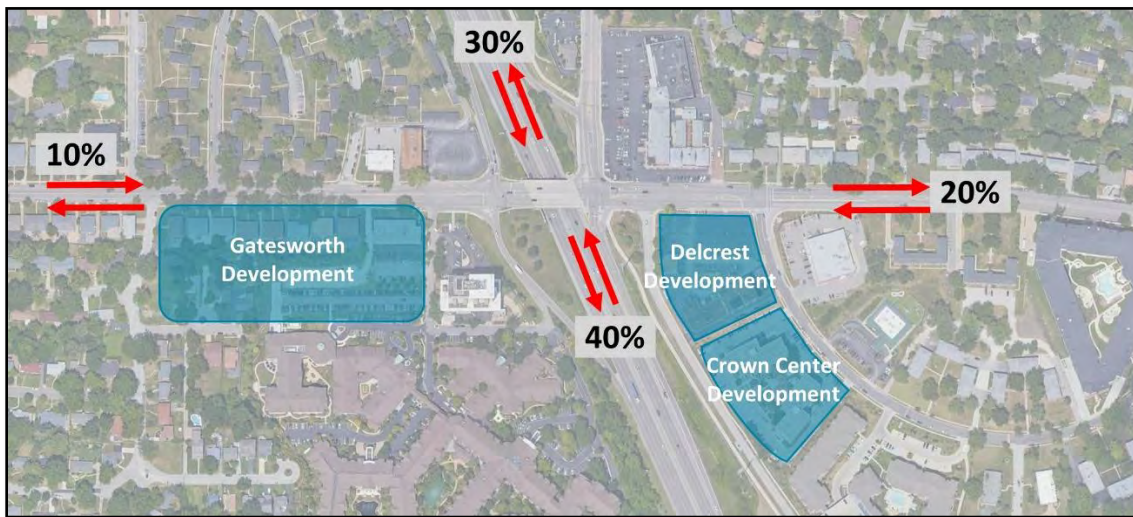 30%
10%
20%
Gatesworth
Development
Delcrest
Development
40%
Crown Center
Development